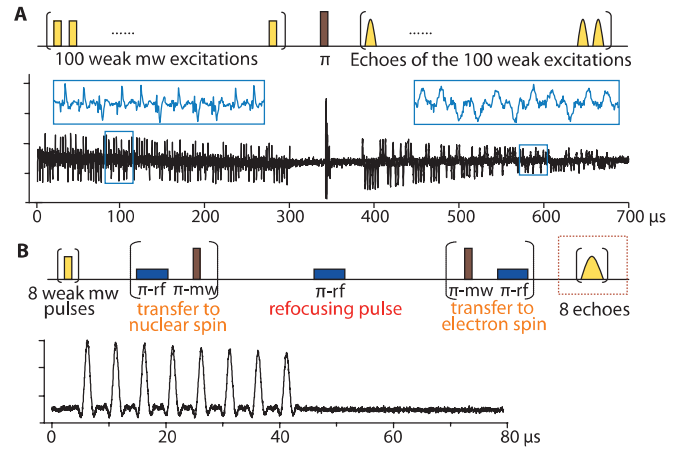 A
......
......
100 weak mw excitations
π
Echoes of the 100 weak excitations
0
100
200
300
400
500
600
700 μs
B
8 weak mw
pulses
π-rf
π-mw
transfer to
nuclear spin
π-rf
refocusing pulse
π-mw
π-rf
transfer to
electron spin
8 echoes
0
20
40
60
80 μs